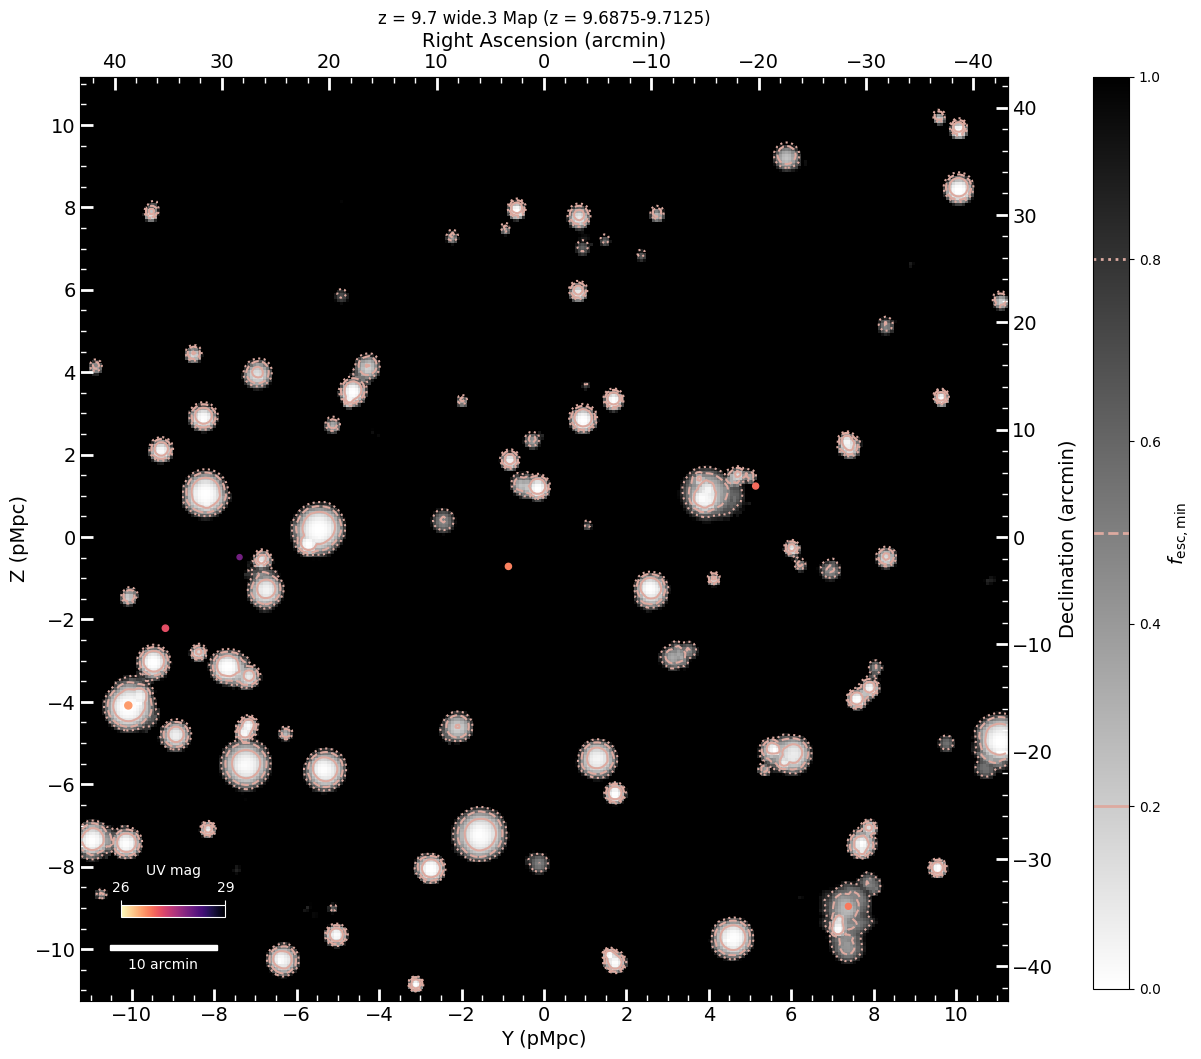 z = 9.7 wide.3 Map (z = 9.6875-9.7125)
Right Ascension (arcmin)
40 30 20 10 0 −10 −20 −30 −40
10
8
6
4
2
0
−2
−4
−6
−8
−10
Z (pMpc)
40
30
20
10
0
−10
−20
−30
−40
Declination (arcmin)
1.0
0.8
0.6
0.4
0.2
0.0
fesc, min
UV mag
26 29
10 arcmin
−10 −8 −6 −4 −2 0 2 4 6 8 10
Y (pMpc)